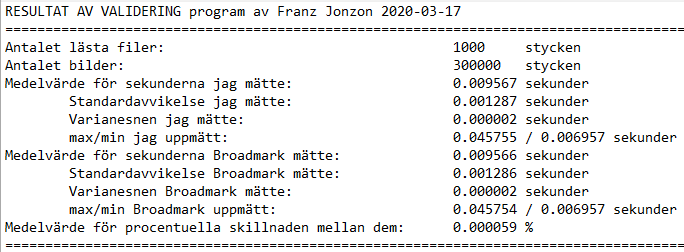 RESULTAT AV VALIDERING program av Franz Jonzon 2020-03-17
=====================================================================================
Antalet lästa filer: 1000 stycken
Antalet bilder: 300000 stycken
Medelvärde för sekunderna jag mätte: 0.009567 sekunder
Standardavvikelse jag mätte: 0.001287 sekunder
Varianesnen jag mätte: 0.000002 sekunder
max/min jag uppmätt: 0.045755 / 0.006957 sekunder
Medelvärde för sekunderna Broadmark mätte: 0.009566 sekunder
Standardavvikelse Broadmark mätte: 0.001286 sekunder
Varianesnen Broadmark mätte: 0.000002 sekunder
max/min Broadmark uppmätt: 0.045754 / 0.006957 sekunder
Medelvärde för procentuella skillnaden mellan dem: 0.000059 %
=====================================================================================